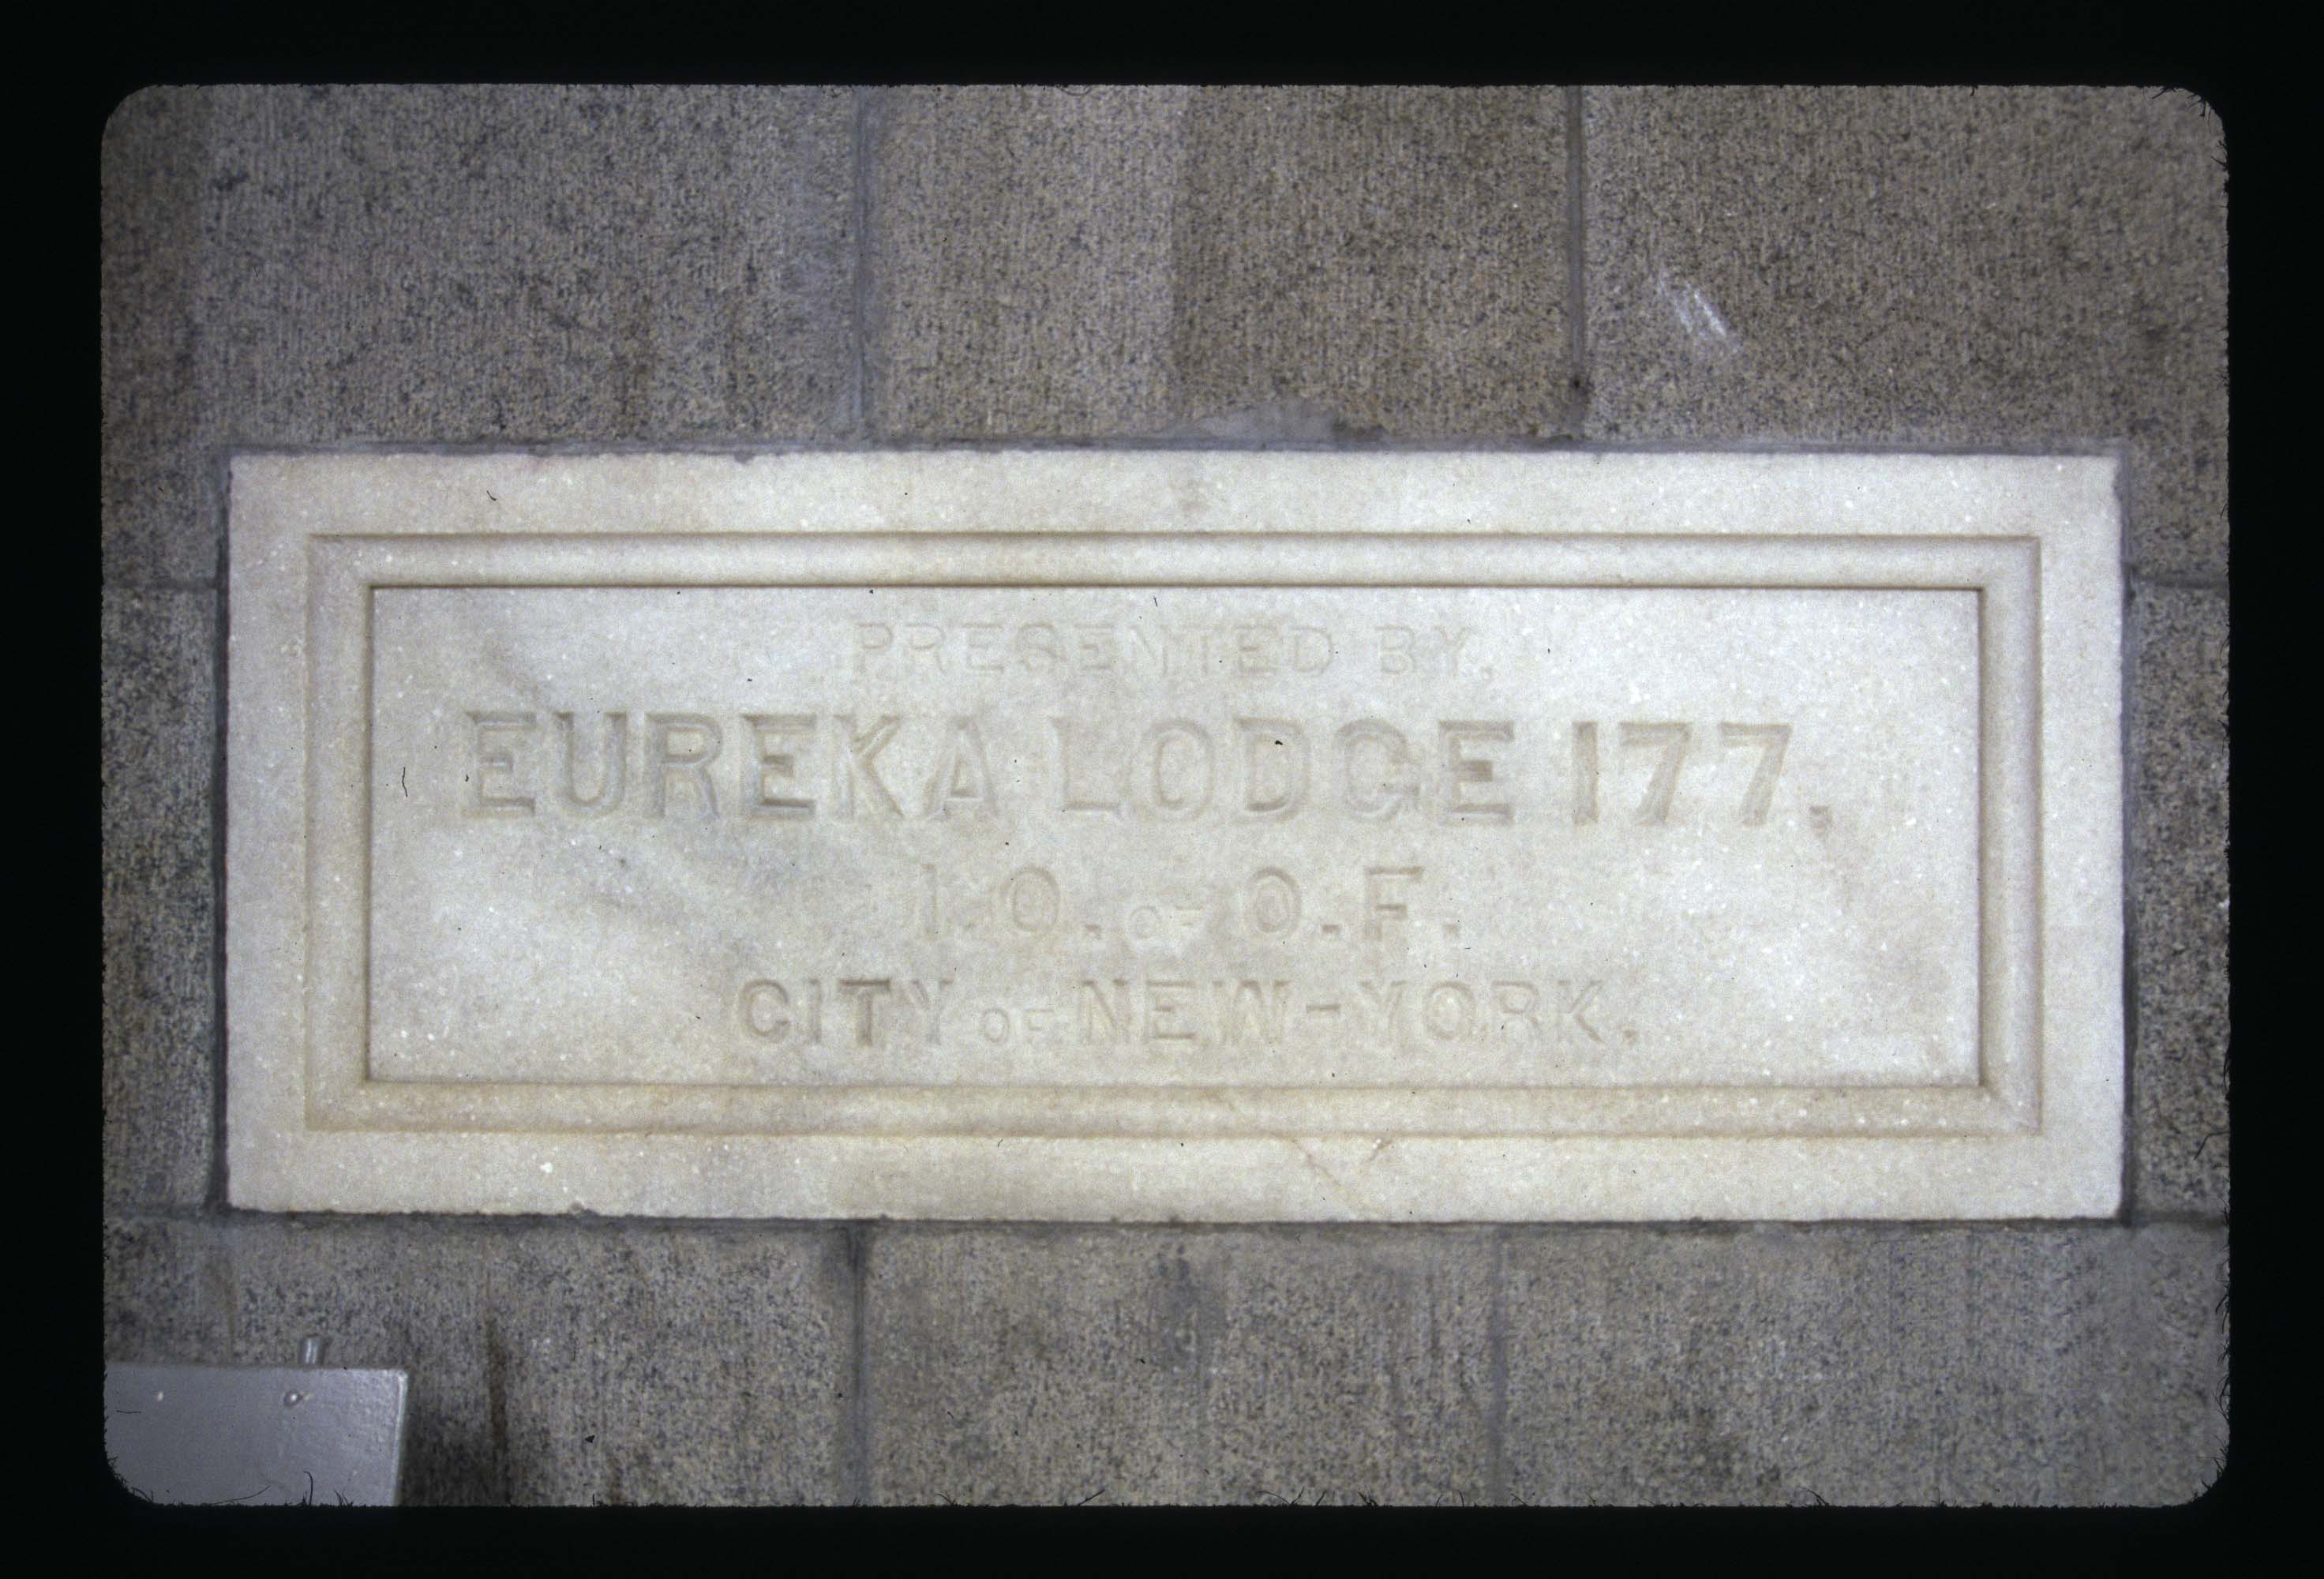 PRESENTED BY.
EUREKA LODGE 177,
I.O. OF O.F.
CITY OF NEW-YORK.